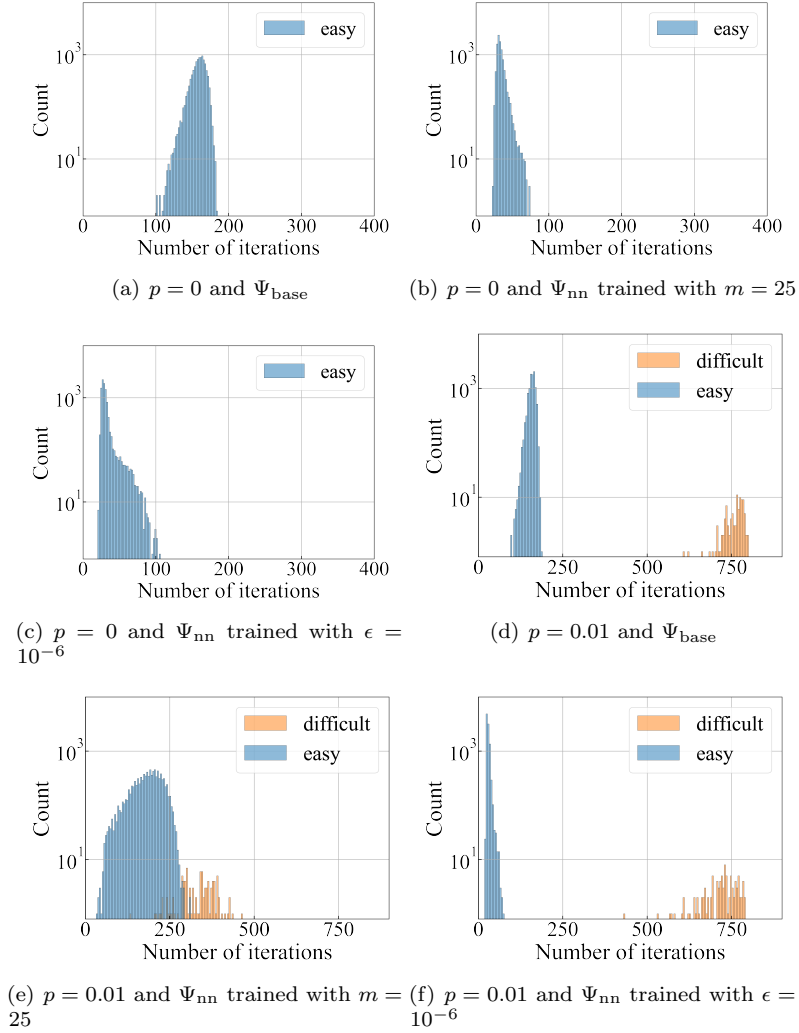 easy
10^3
10^1
Count
0 100 200 300 400
Number of iterations
(a) p = 0 and Ψ_base
easy
10^3
10^1
Count
0 100 200 300 400
Number of iterations
(b) p = 0 and Ψ_nn trained with m = 25
easy
10^3
10^1
Count
0 100 200 300 400
Number of iterations
(c) p = 0 and Ψ_nn trained with ϵ =
10^−6
difficult
easy
10^3
10^1
Count
0 250 500 750
Number of iterations
(d) p = 0.01 and Ψ_base
difficult
easy
10^3
10^1
Count
0 250 500 750
Number of iterations
(e) p = 0.01 and Ψ_nn trained with m =
25
difficult
easy
10^3
10^1
Count
0 250 500 750
Number of iterations
(f) p = 0.01 and Ψ_nn trained with ϵ =
10^−6